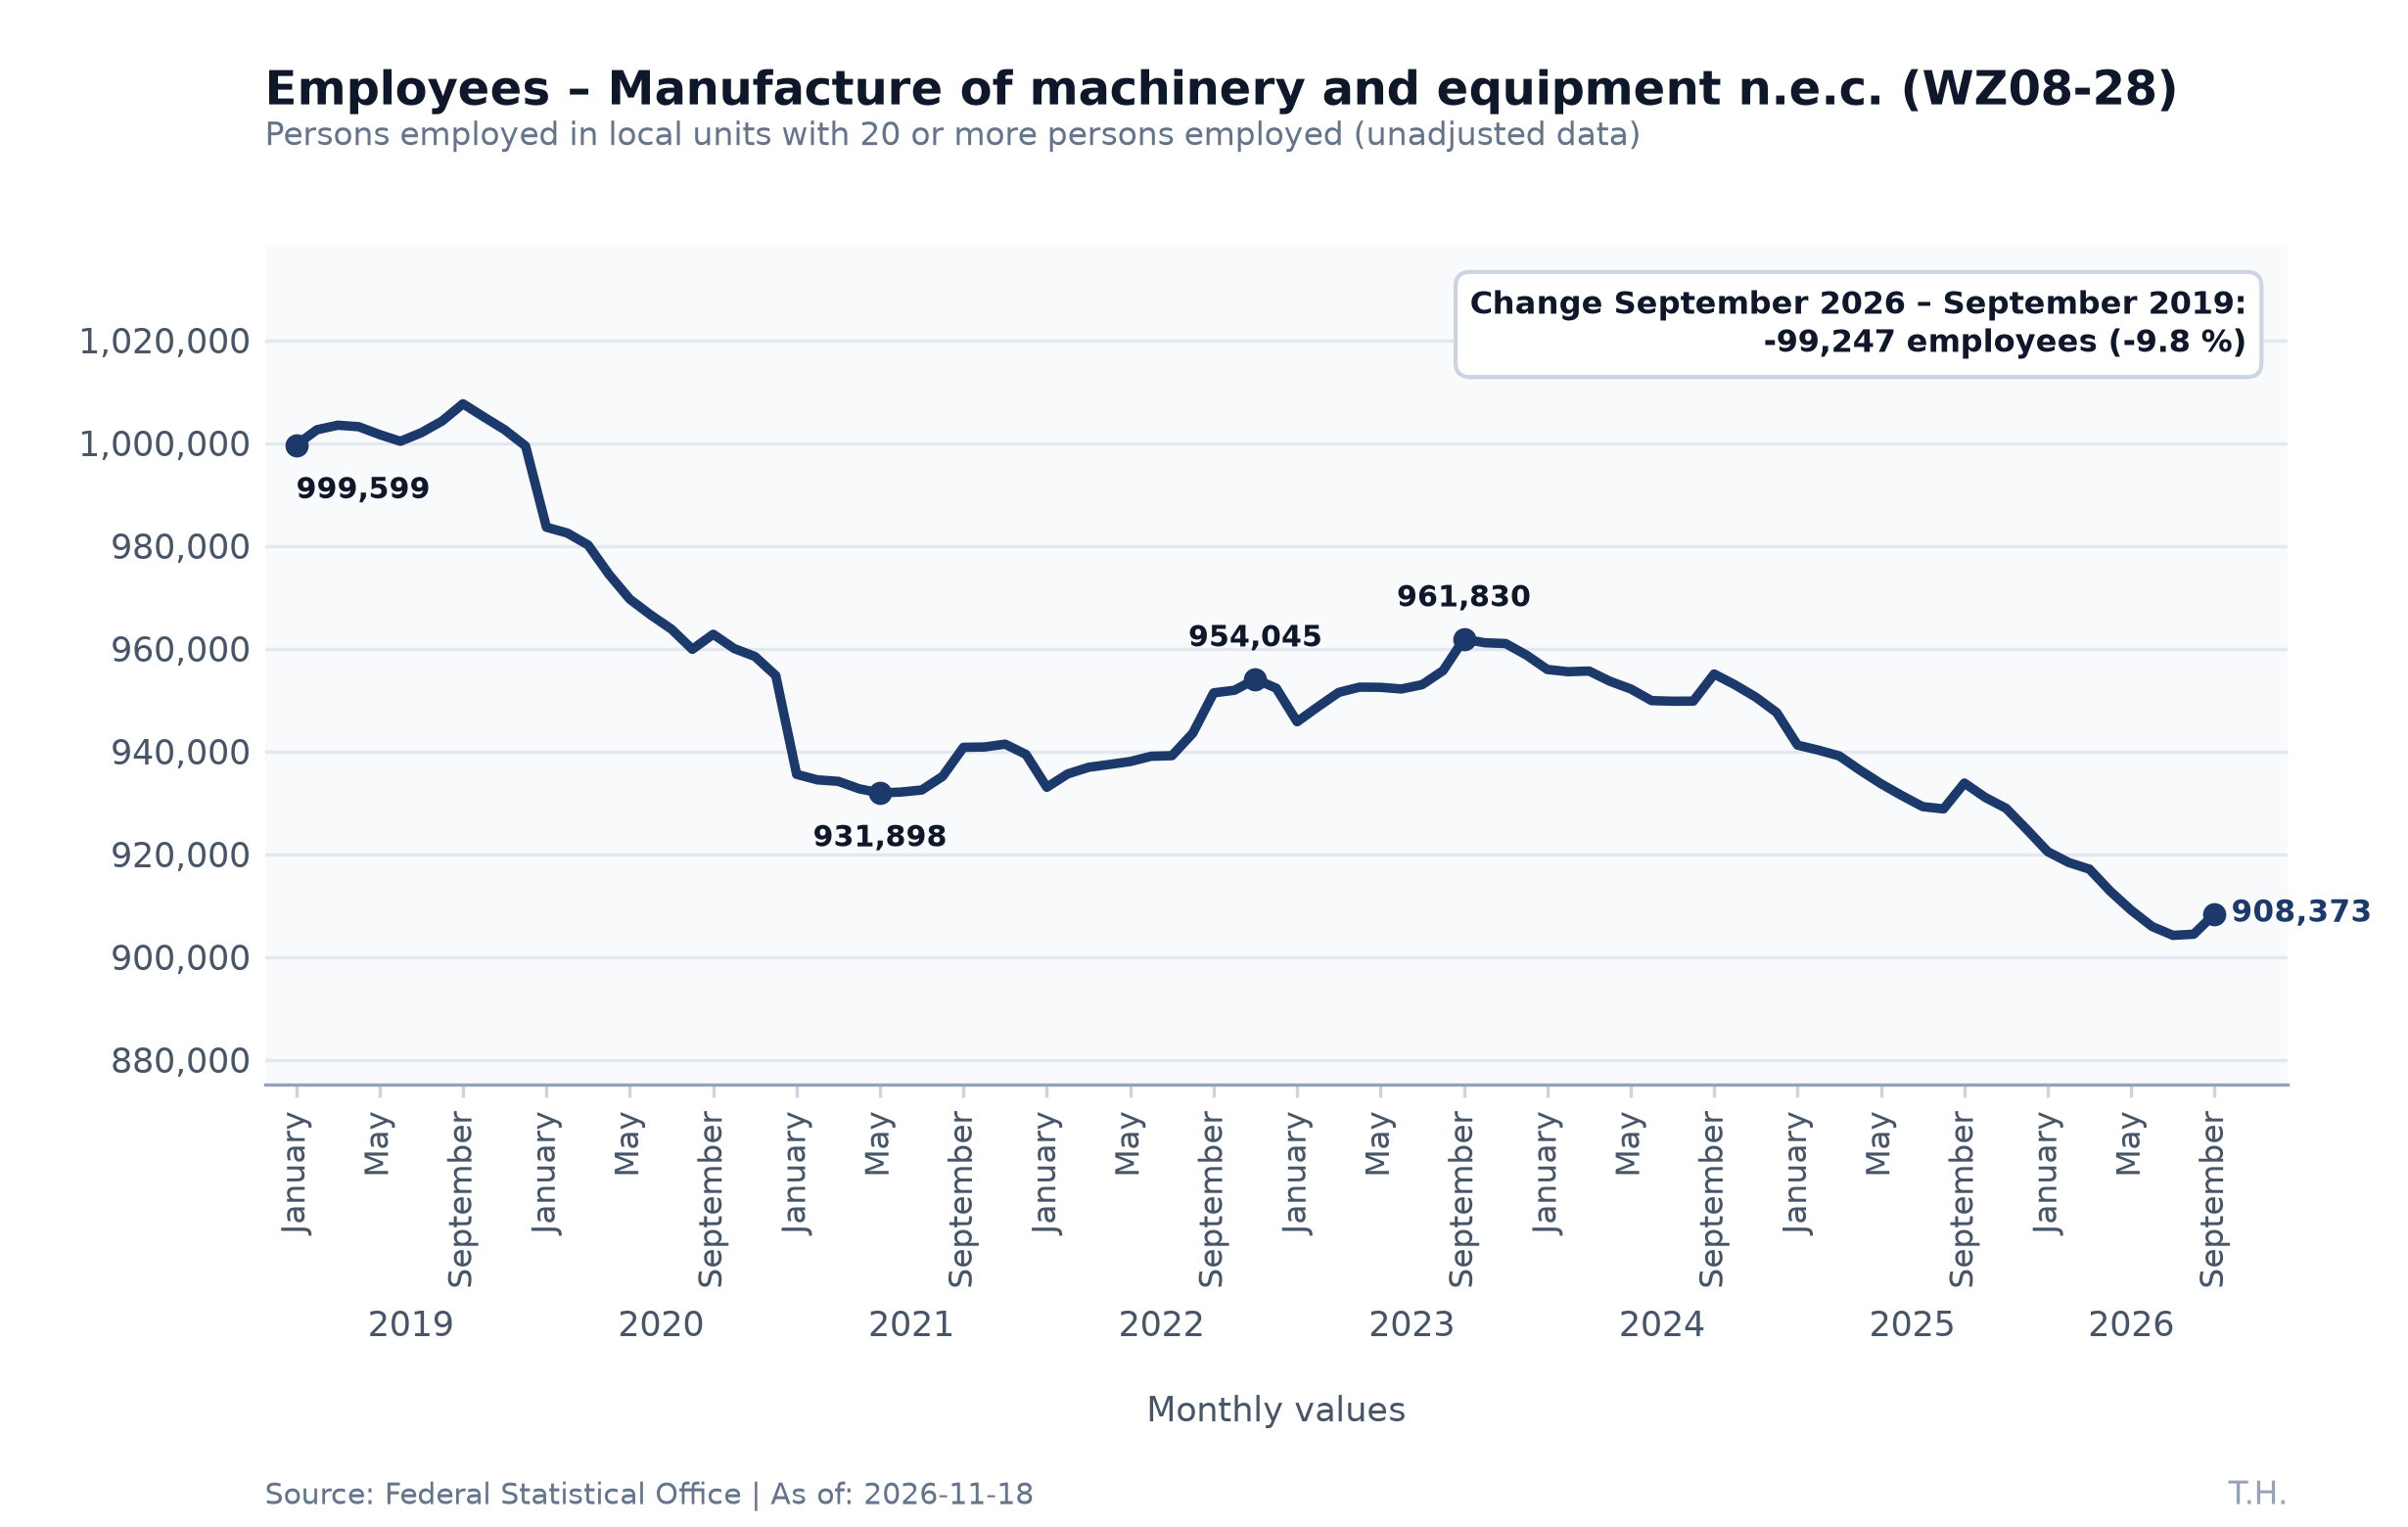 Employees – Manufacture of machinery and equipment n.e.c. (WZ08-28)
Persons employed in local units with 20 or more persons employed (unadjusted data)
Change September 2026 – September 2019:
-99,247 employees (-9.8 %)
1,020,000
1,000,000
980,000
960,000
940,000
920,000
900,000
880,000
999,599
931,898
954,045
961,830
908,373
January
May
September
January
May
September
January
May
September
January
May
September
January
May
September
January
May
September
January
May
September
January
May
September
2019
2020
2021
2022
2023
2024
2025
2026
Monthly values
Source: Federal Statistical Office | As of: 2026-11-18
T.H.